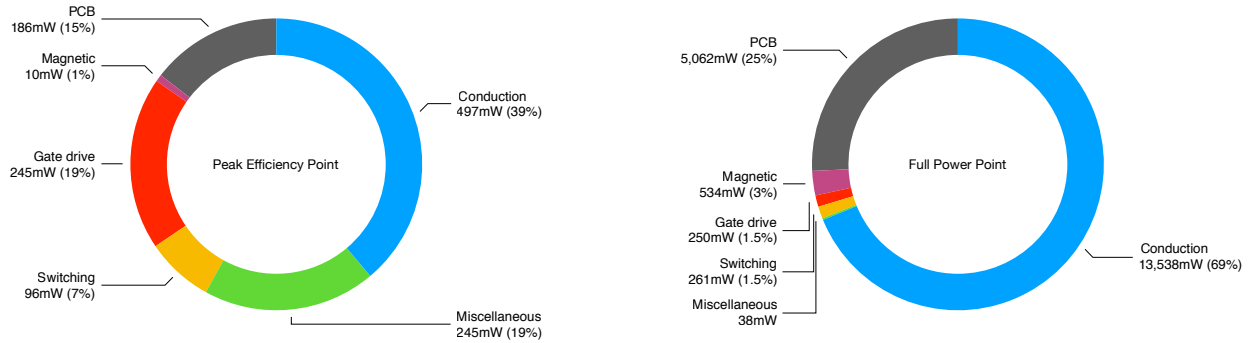 PCB
186mW (15%)
Magnetic
10mW (1%)
Conduction
497mW (39%)
Gate drive
245mW (19%)
Peak Efficiency Point
Switching
96mW (7%)
Miscellaneous
245mW (19%)
PCB
5,062mW (25%)
Magnetic
534mW (3%)
Full Power Point
Gate drive
250mW (1.5%)
Conduction
13,538mW (69%)
Switching
261mW (1.5%)
Miscellaneous
38mW